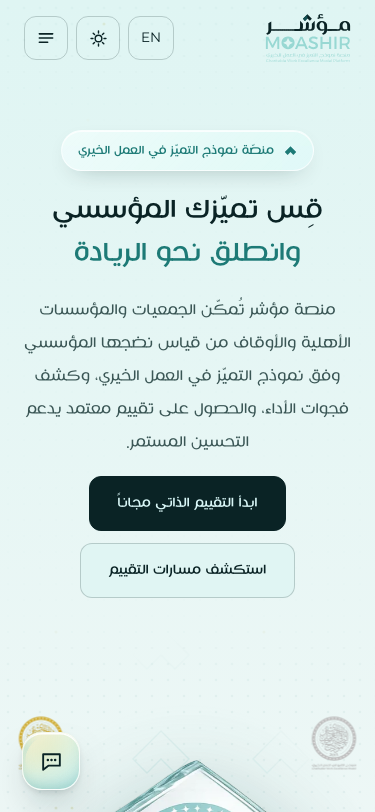 مؤشر
MOASHIR
EN
منصّة نموذج التميّز في العمل الخيري
قِس تميّزك المؤسسي
وانطلق نحو الريادة
منصة مؤشر تُمكّن الجمعيات والمؤسسات
الأهلية والأوقاف من قياس نضجها المؤسسي
وفق نموذج التميّز في العمل الخيري، وكشف
فجوات الأداء، والحصول على تقييم معتمد يدعم
التحسين المستمر.
ابدأ التقييم الذاتي مجاناً
استكشف مسارات التقييم